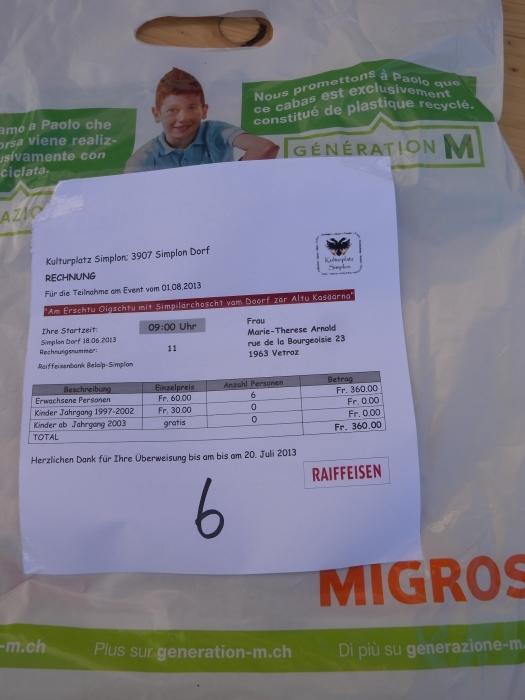 Nous promettons à Paolo que
ce cabas est exclusivement
constitué de plastique recyclé.
GÉNÉRATION M
amo a Paolo che
orsa viene realiz-
usivamente con
ciclata.
AZIO
Kulturplatz Simplon; 3907 Simplon Dorf
Kulturplatz
Simplon
RECHNUNG
Für die Teilnahme am Event vom 01.08.2013
"Am Erschtu Oigschtu mit Simpilärchoscht vam Doorf zar Altu Kasäärna"
Ihre Startzeit: 09:00 Uhr
Simplon Dorf 18.06.2013
Rechnungsnummer: 11
Raiffeisenbank Belalp-Simplon
Frau
Marie-Therese Arnold
rue de la Bourgeoisie 23
1963 Vetroz
Beschreibung Einzelpreis Anzahl Personen Betrag
Erwachsene Personen Fr. 60.00 6 Fr. 360.00
Kinder Jahrgang 1997-2002 Fr. 30.00 0 Fr. 0.00
Kinder ab Jahrgang 2003 gratis 0 Fr. 0.00
TOTAL Fr. 360.00
Herzlichen Dank für Ihre Überweisung bis am bis am 20. Juli 2013
RAIFFEISEN
6
MIGROS
-m.ch Plus sur generation-m.ch Di più su generazione-m.